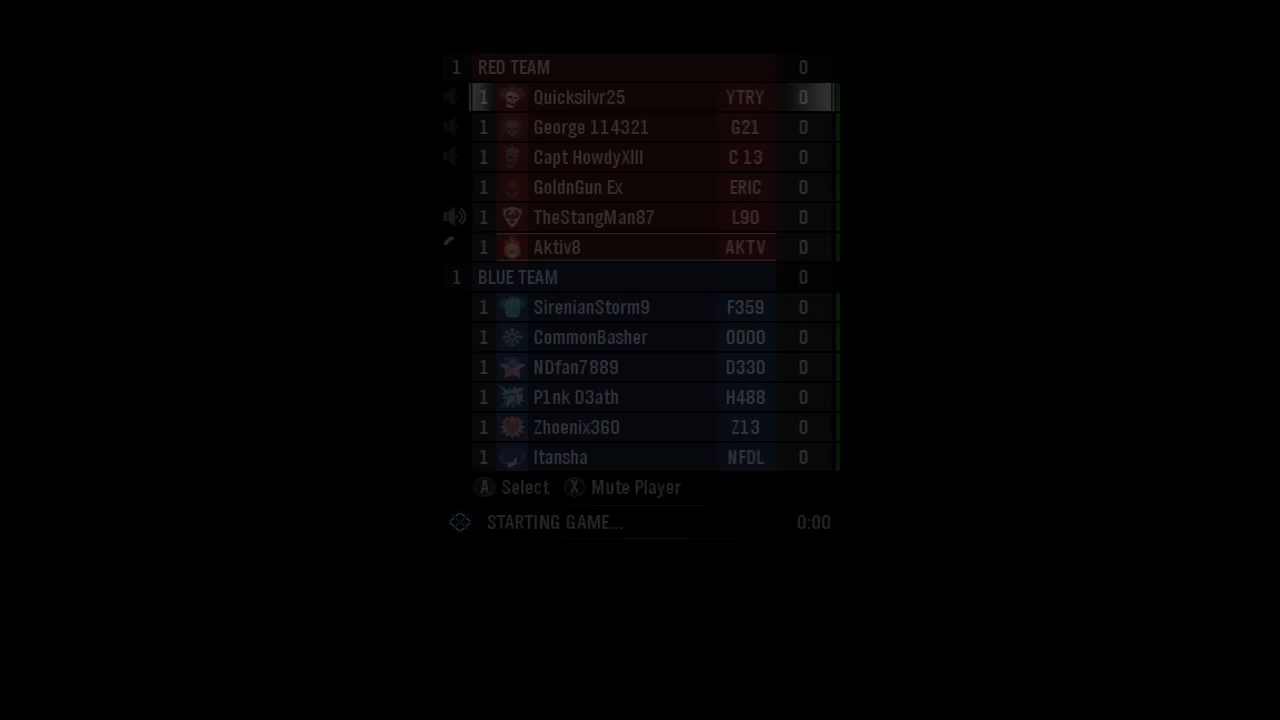 1 RED TEAM 0
1 Quicksilvr25 YTRY 0
1 George 114321 G21 0
1 Capt HowdyXIII C 13 0
1 GoldnGun Ex ERIC 0
1 TheStangMan87 L90 0
1 Aktiv8 AKTV 0
1 BLUE TEAM 0
1 SirenianStorm9 F359 0
1 CommonBasher 0000 0
1 NDfan7889 D330 0
1 P1nk D3ath H488 0
1 Zhoenix360 Z13 0
1 Itansha NFDL 0
A Select X Mute Player
STARTING GAME... 0:00